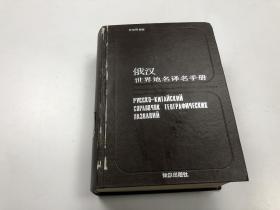 俄汉
世界地名译名手册
РУССКО-КИТАЙСКИЙ
СПРАВОЧНИК ГЕОГРАФИЧЕСКИХ
НАЗВАНИЙ
知识出版社